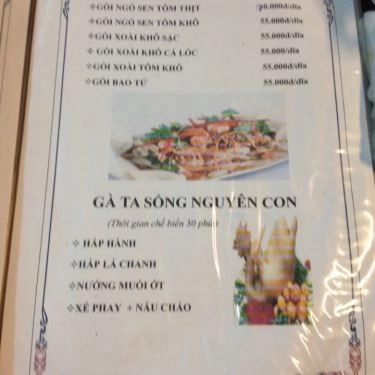 ✧GỎI NGÓ SEN TÔM THỊT 70.000đ/dĩa
✧GỎI NGÓ SEN TÔM KHÔ 55.000đ/dĩa
✧GỎI XOÀI KHÔ SẶC 55.000đ/dĩa
✧GỎI XOÀI KHÔ CÁ LÓC 55.000/dĩa
✧GỎI XOÀI TÔM KHÔ 55.000đ/dĩa
✧GỎI BAO TỬ 55.000đ/dĩa
GÀ TA SỐNG NGUYÊN CON
(Thời gian chế biến 30 phút)
✧ HẤP HÀNH
✧ HẤP LÁ CHANH
✧ NƯỚNG MUỐI ỚT
✧ XÉ PHAY + NẤU CHÁO